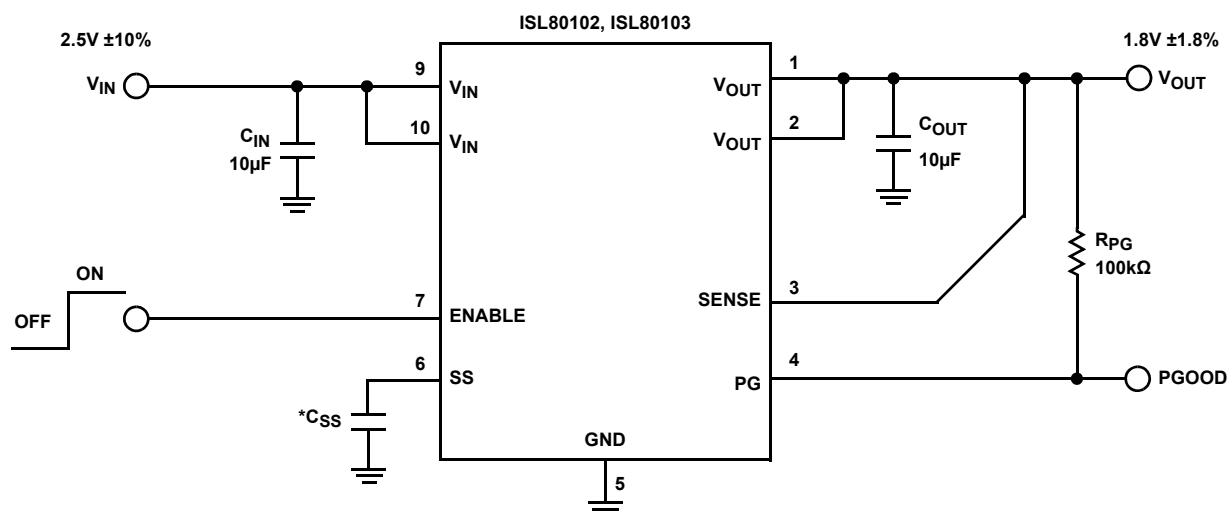 ISL80102, ISL80103
2.5V ±10%
1.8V ±1.8%
VIN
9
VIN
10
VIN
CIN
10µF
1
VOUT
2
VOUT
COUT
10µF
VOUT
RPG
100kΩ
ON
OFF
7
ENABLE
SENSE
3
6
SS
*CSS
4
PG
PGOOD
GND
5